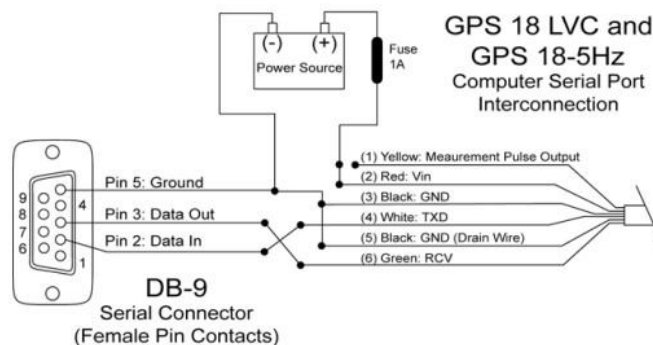 GPS 18 LVC and
GPS 18-5Hz
Computer Serial Port
Interconnection
(-) (+)
Power Source
Fuse
1A
(1) Yellow: Meaurement Pulse Output
(2) Red: Vin
(3) Black: GND
(4) White: TXD
(5) Black: GND (Drain Wire)
(6) Green: RCV
Pin 5: Ground
Pin 3: Data Out
Pin 2: Data In
9
8
7
6
4
1
DB-9
Serial Connector
(Female Pin Contacts)